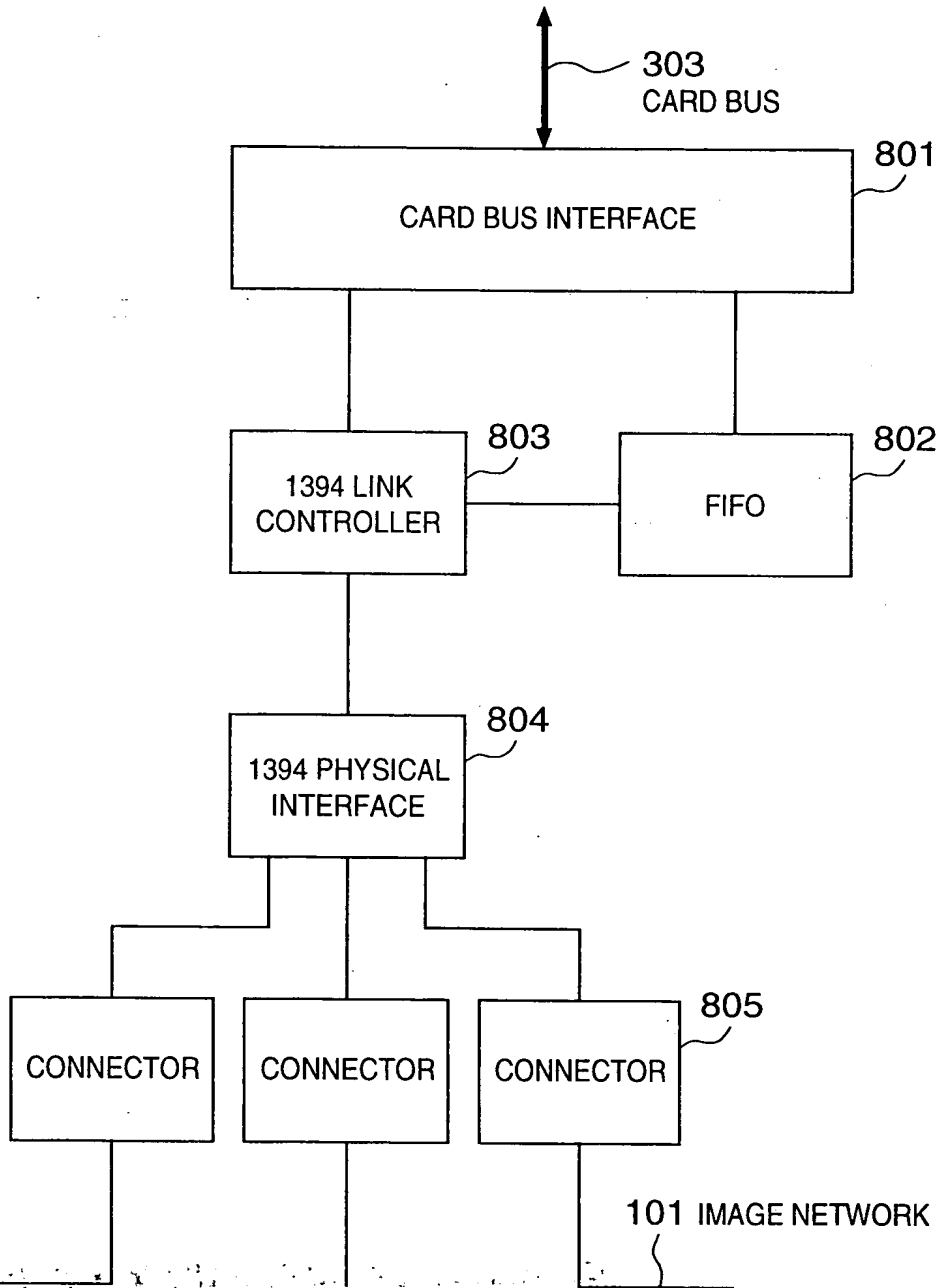 303
CARD BUS
801
CARD BUS INTERFACE
803
802
1394 LINK
CONTROLLER
FIFO
804
1394 PHYSICAL
INTERFACE
805
CONNECTOR
CONNECTOR
CONNECTOR
101 IMAGE NETWORK